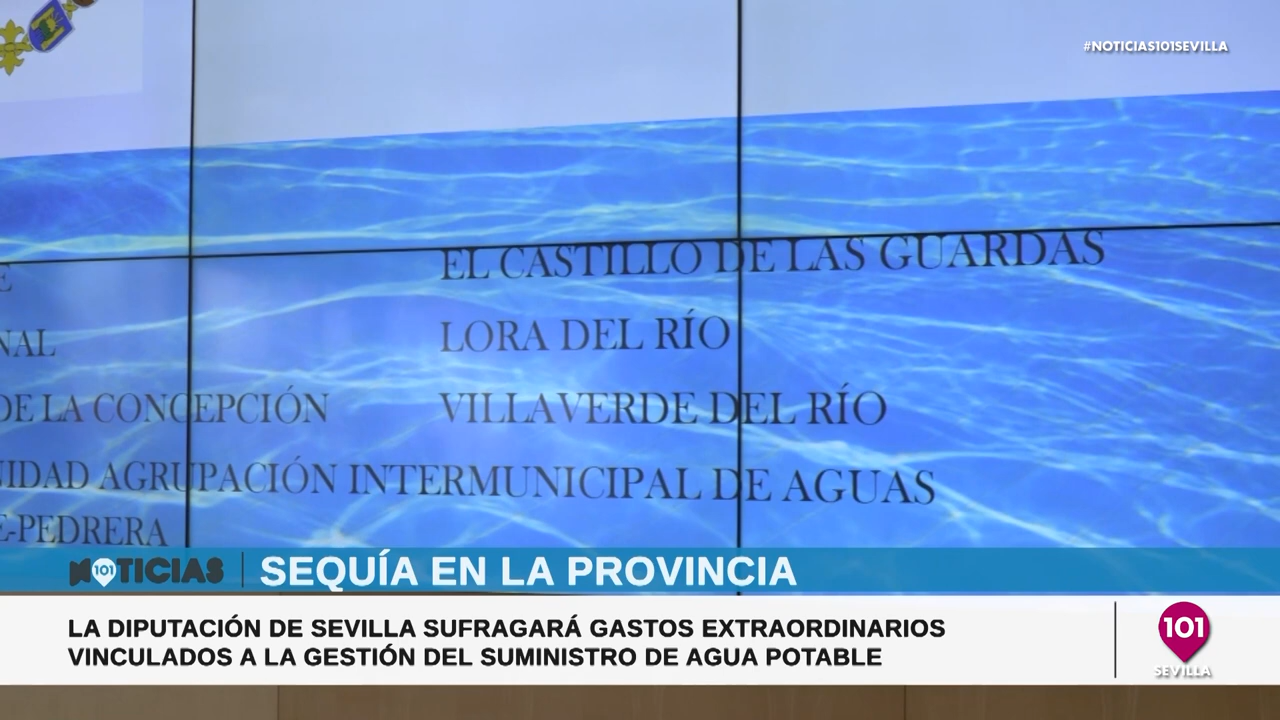 #NOTICIAS101SEVILLA
EL CASTILLO DE LAS GUARDAS
LORA DEL RÍO
DE LA CONCEPCIÓN VILLAVERDE DEL RÍO
AGRUPACIÓN INTERMUNICIPAL DE AGUAS
-PEDRERA
NOTICIAS 101 SEQUÍA EN LA PROVINCIA
LA DIPUTACIÓN DE SEVILLA SUFRAGARÁ GASTOS EXTRAORDINARIOS
VINCULADOS A LA GESTIÓN DEL SUMINISTRO DE AGUA POTABLE
101
SEVILLA